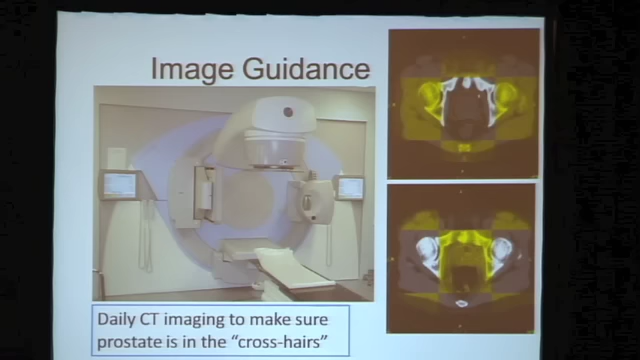 Image Guidance
Daily CT imaging to make sure
prostate is in the “cross-hairs”